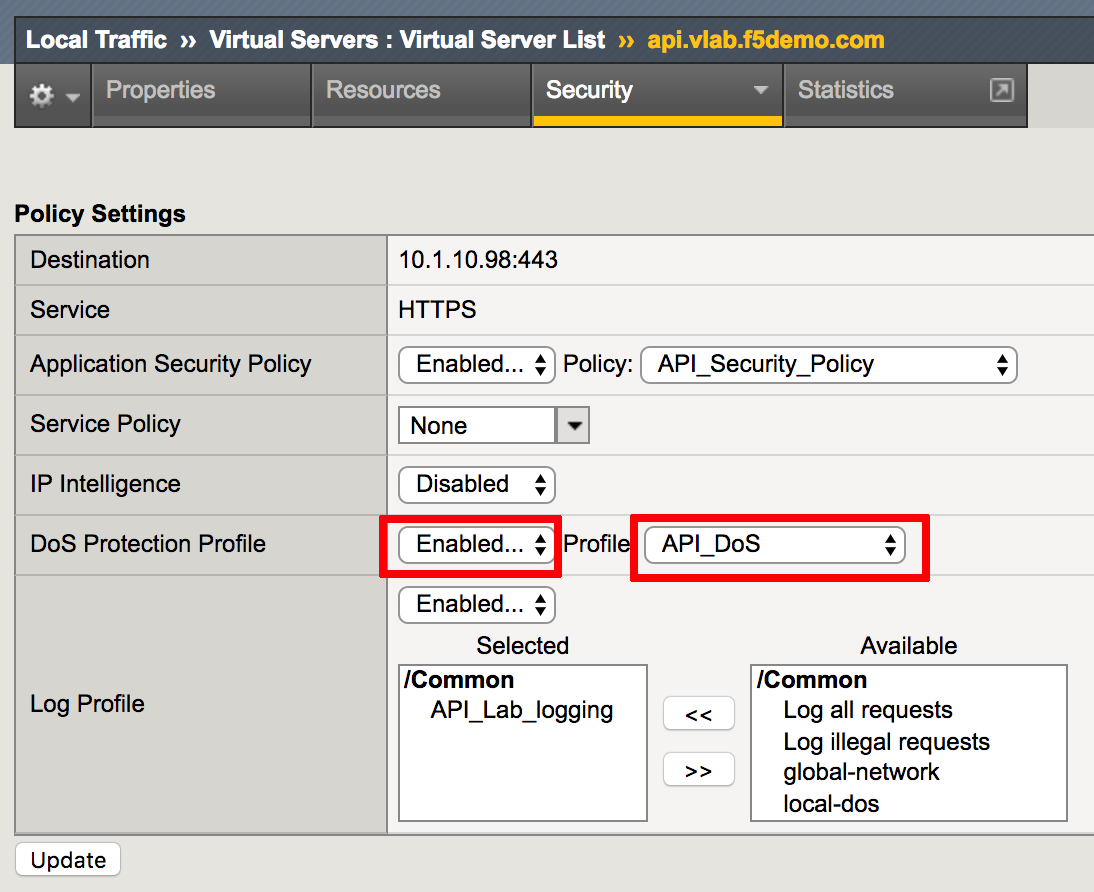 Local Traffic ›› Virtual Servers : Virtual Server List ›› api.vlab.f5demo.com
Properties Resources Security Statistics
Policy Settings
Destination 10.1.10.98:443
Service HTTPS
Application Security Policy Enabled... Policy: API_Security_Policy
Service Policy None
IP Intelligence Disabled
DoS Protection Profile Enabled... Profile API_DoS
Enabled...
Selected Available
Log Profile
/Common
API_Lab_logging
<<
>>
/Common
Log all requests
Log illegal requests
global-network
local-dos
Update